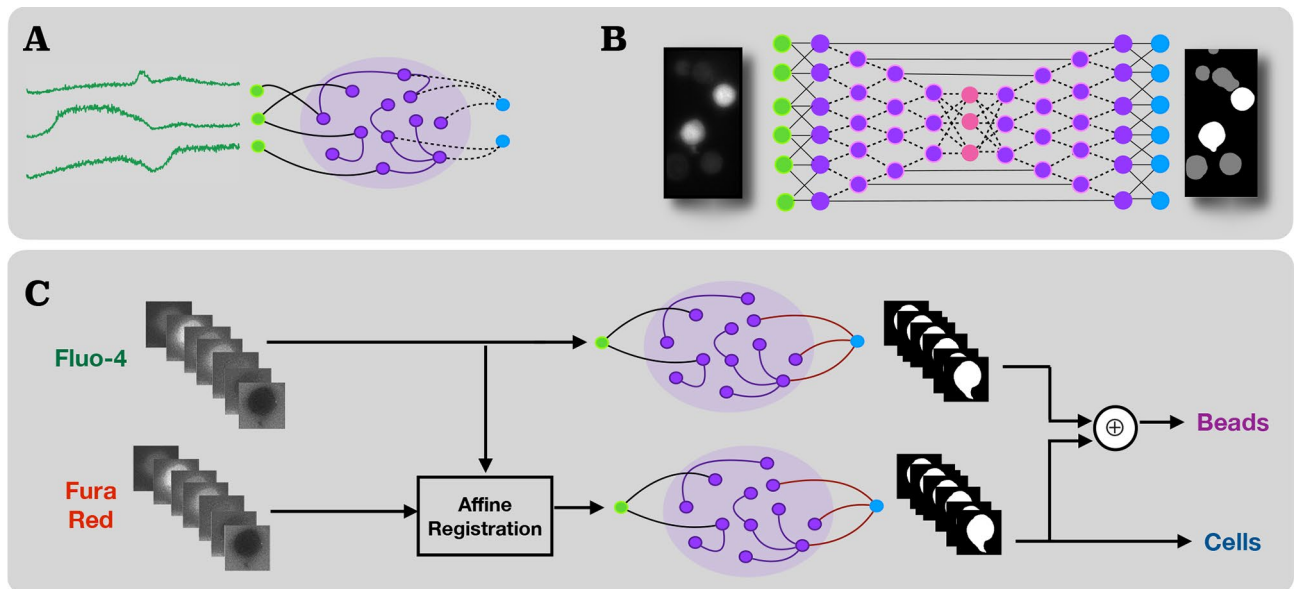 A
B
C
Fluo-4
Fura
Red
Affine
Registration
⊕
Beads
Cells